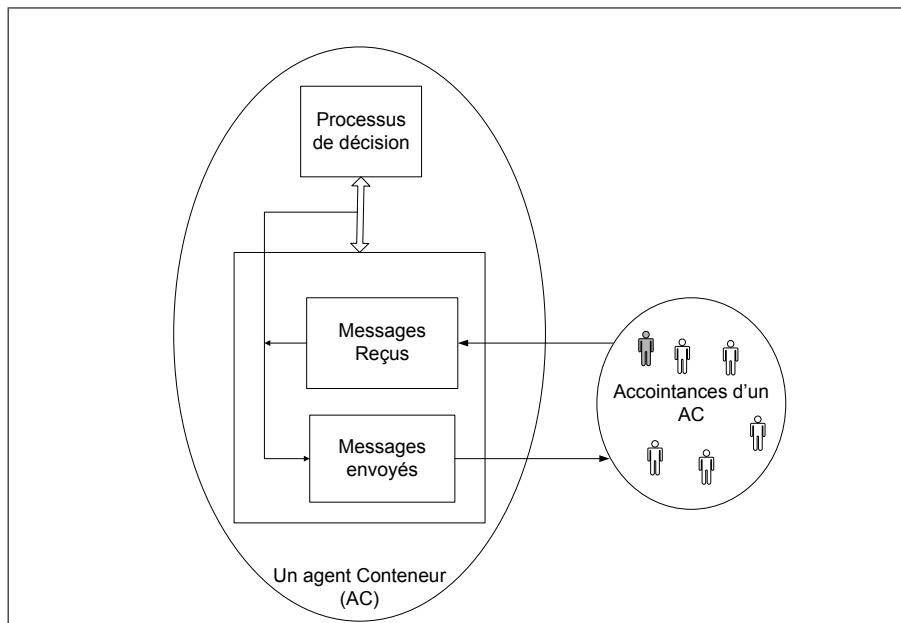 Processus
de décision
Messages
Reçus
Accointances d'un
AC
Messages
envoyés
Un agent Conteneur
(AC)